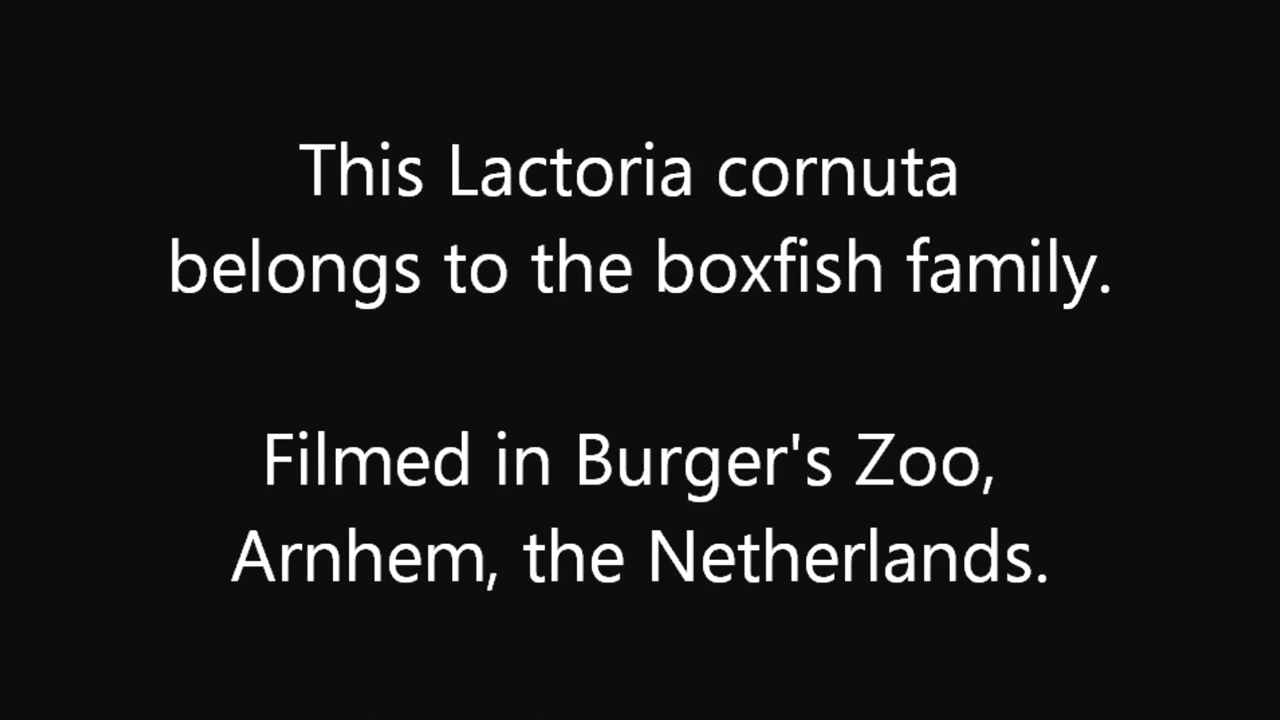 This Lactoria cornuta
belongs to the boxfish family.
Filmed in Burger's Zoo,
Arnhem, the Netherlands.